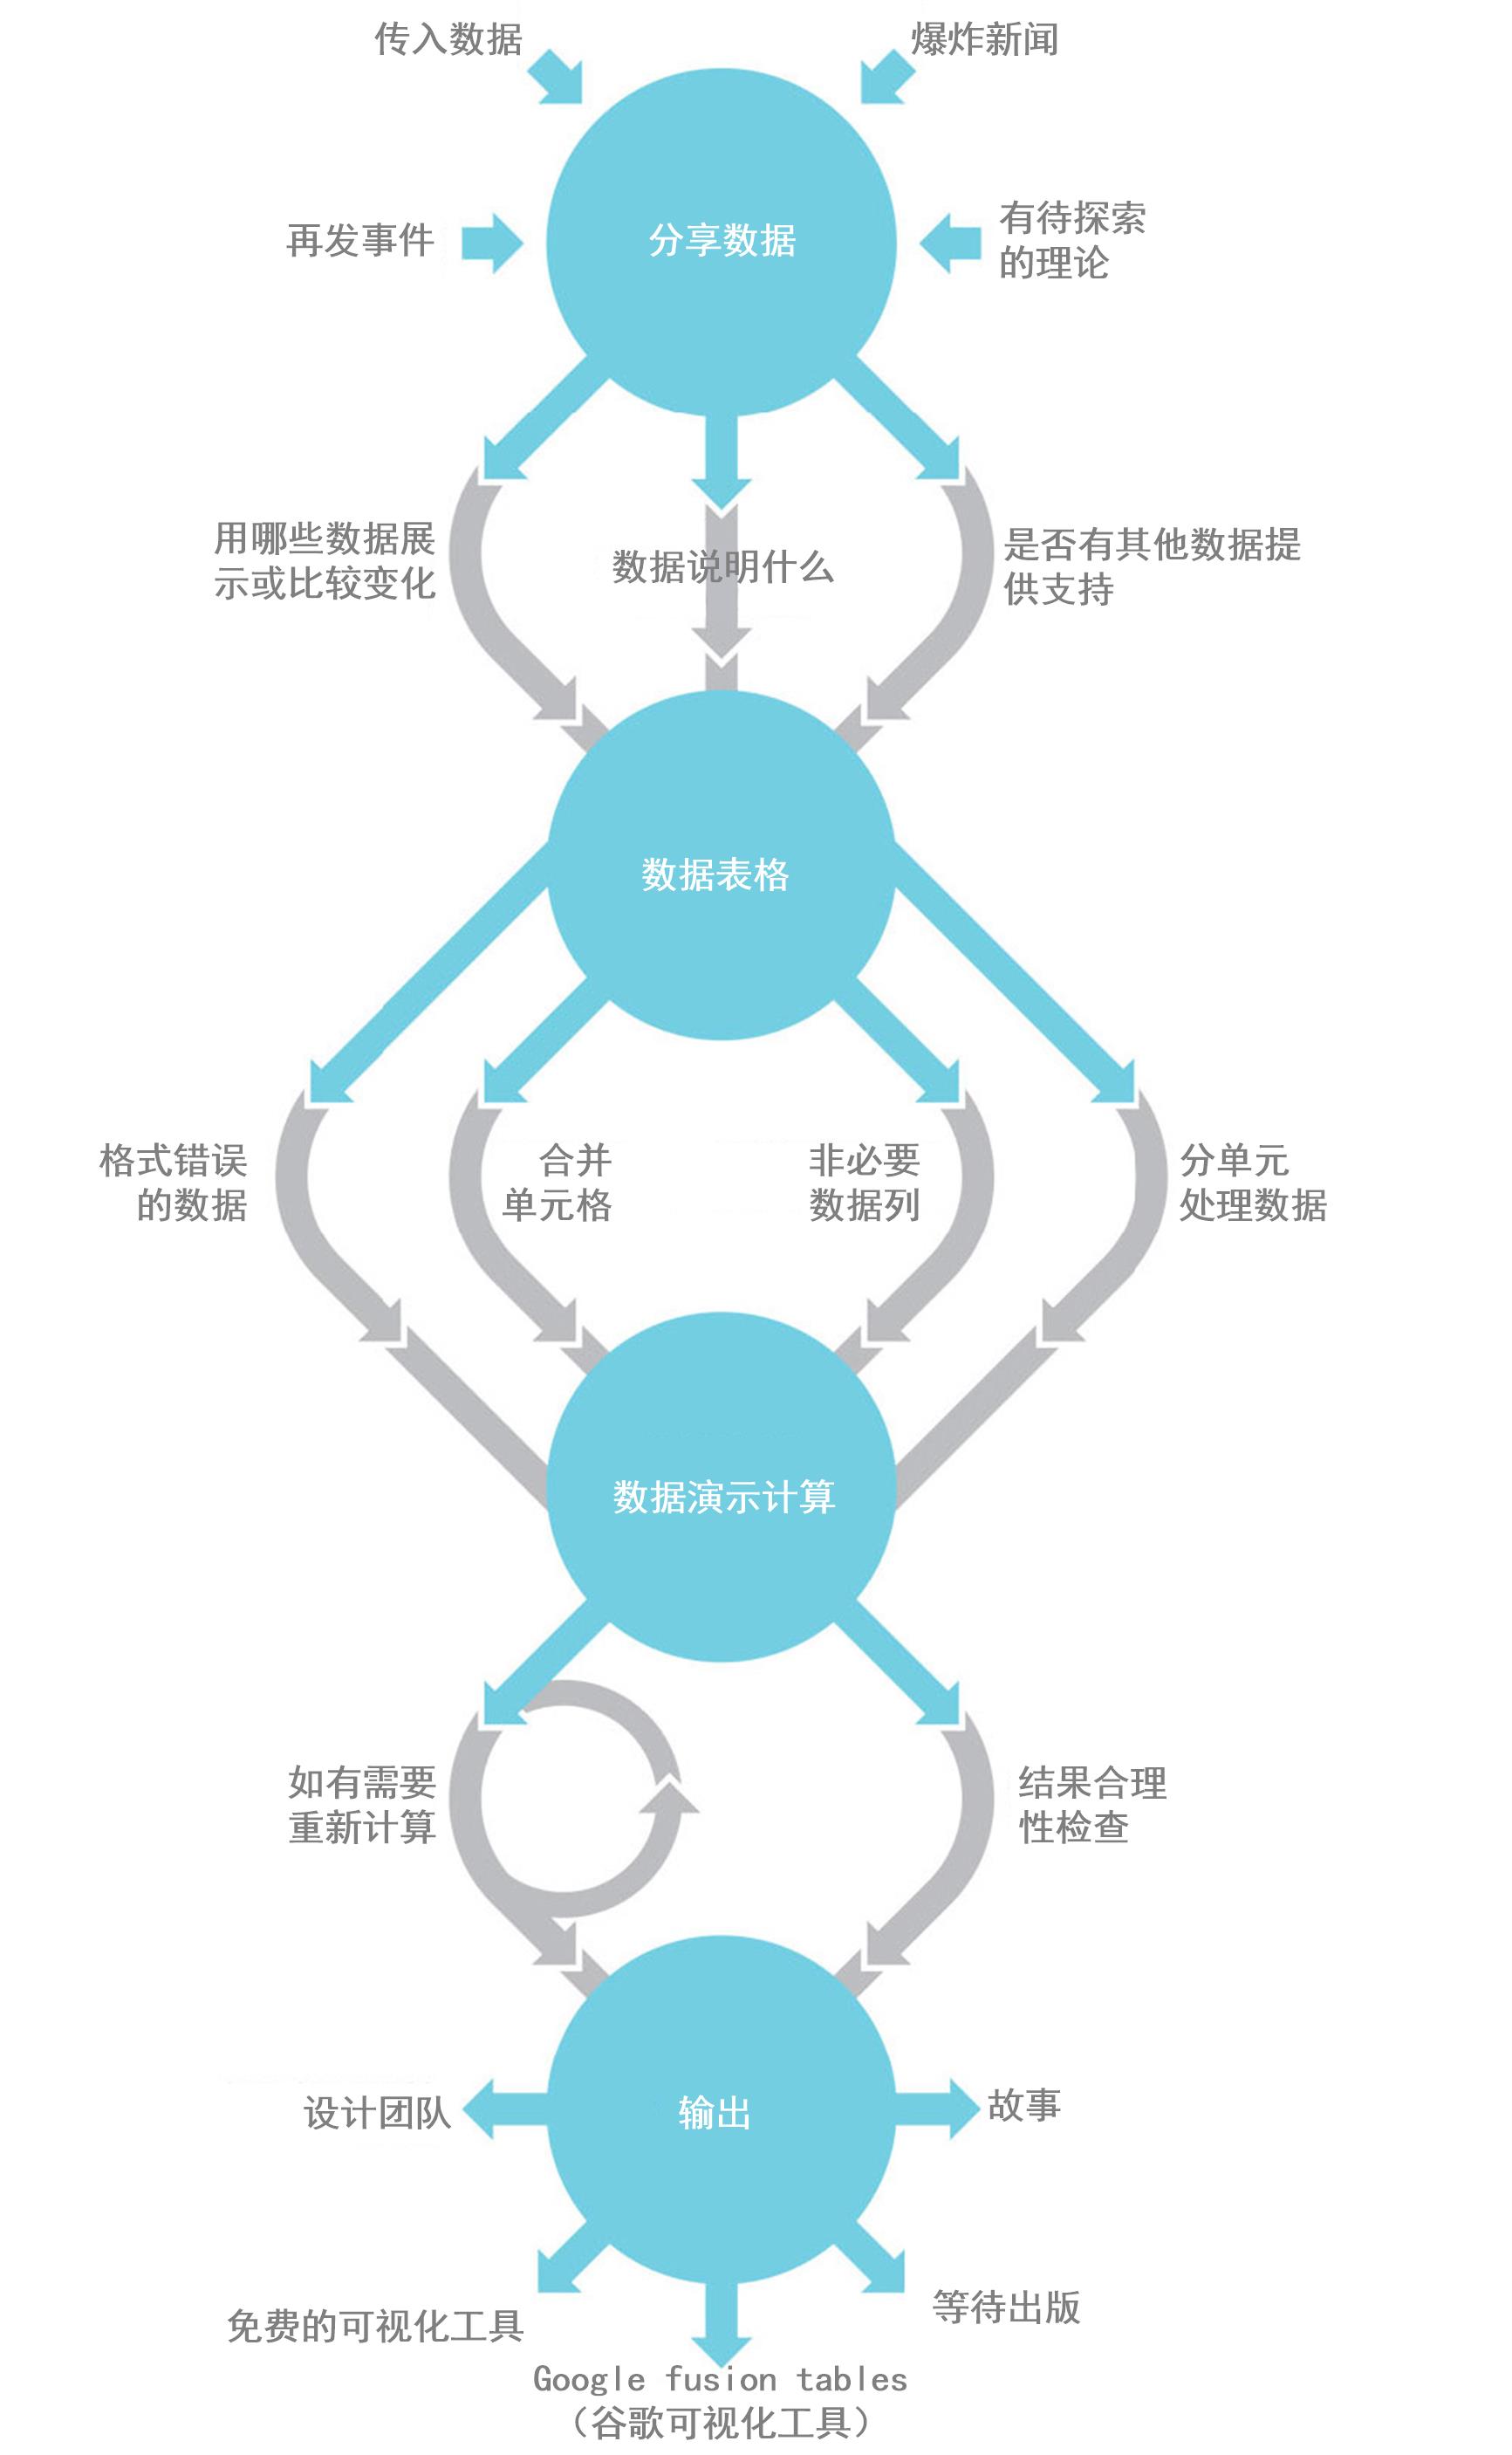 传入数据
爆炸新闻
再发事件
分享数据
有待探索
的理论
用哪些数据展
示或比较变化
数据说明什么
是否有其他数据提
供支持
数据表格
格式错误
的数据
合并
单元格
非必要
数据列
分单元
处理数据
数据演示计算
如有需要
重新计算
结果合理
性检查
设计团队
输出
故事
免费的可视化工具
等待出版
Google fusion tables
（谷歌可视化工具）